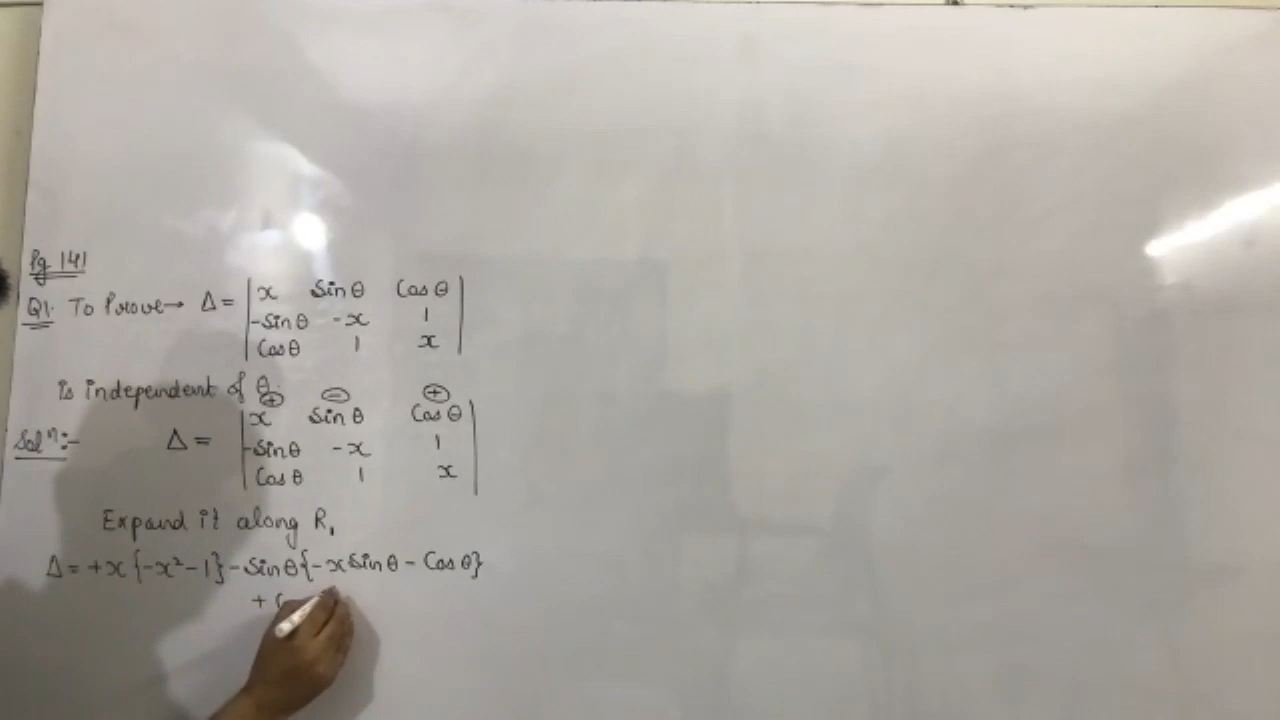 Pg 141
Q1. To Prove→ Δ = | x Sinθ Cosθ |
| -Sinθ -x 1 |
| Cosθ 1 x |
is independent of θ.
⊕ ⊖ ⊕
Solⁿ:- Δ = | x Sinθ Cosθ |
| -Sinθ -x 1 |
| Cosθ 1 x |
Expand it along R₁
Δ = +x{-x²-1} - Sinθ{-xSinθ - Cosθ}
+ (